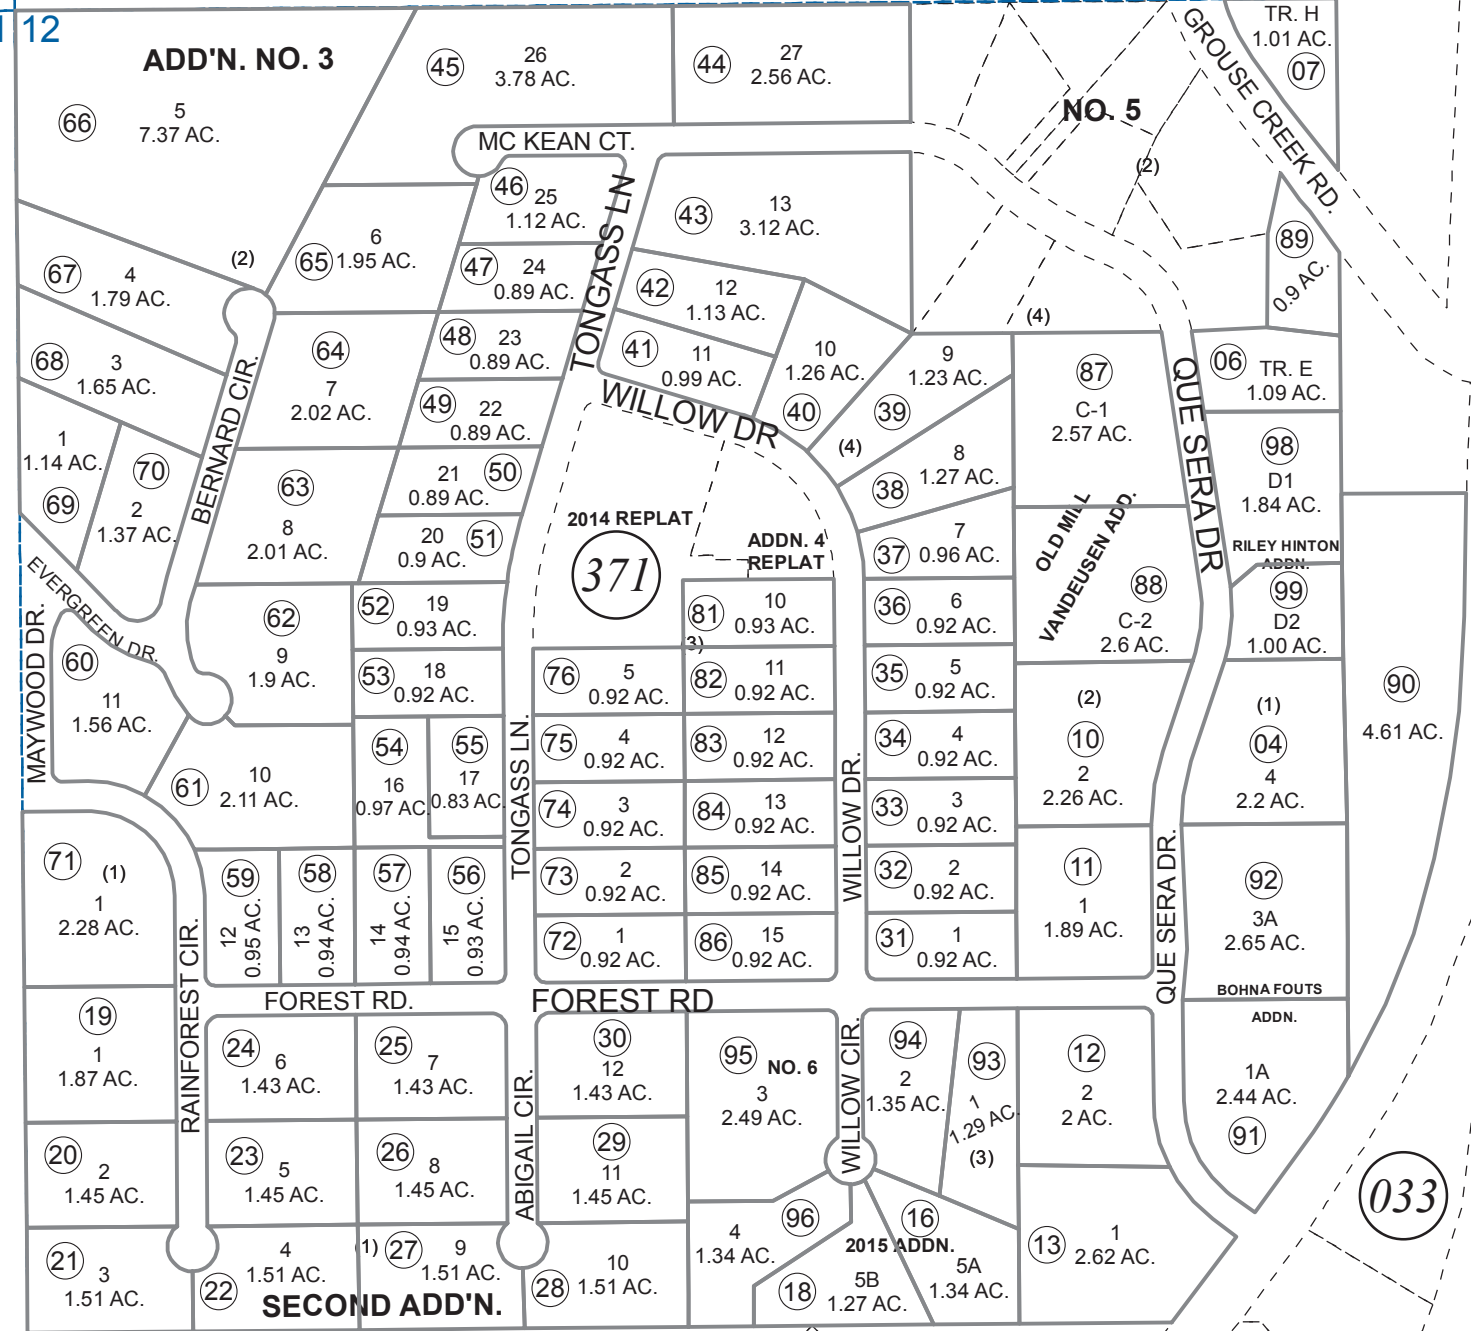 12
ADD'N. NO. 3
66
5
7.37 AC.
45
26
3.78 AC.
44
27
2.56 AC.
NO. 5
(2)
GROUSE CREEK RD.
TR. H
1.01 AC.
07
MC KEAN CT.
46
25
1.12 AC.
TONGASS LN
43
13
3.12 AC.
89
0.9 AC.
67
4
1.79 AC.
(2)
65
6
1.95 AC.
47
24
0.89 AC.
42
12
1.13 AC.
(4)
68
3
1.65 AC.
BERNARD CIR.
64
7
2.02 AC.
48
23
0.89 AC.
41
11
0.99 AC.
10
1.26 AC.
40
9
1.23 AC.
39
87
C-1
2.57 AC.
QUE SERA DR
06
TR. E
1.09 AC.
49
22
0.89 AC.
WILLOW DR
(4)
1
1.14 AC.
69
70
2
1.37 AC.
63
8
2.01 AC.
21
50
0.89 AC.
8
1.27 AC.
38
98
D1
1.84 AC.
20
51
0.9 AC.
2014 REPLAT
371
ADDN. 4
REPLAT
37
7
0.96 AC.
OLD MILL
VANDEUSEN ADD.
88
C-2
2.6 AC.
RILEY HINTON
ADDN.
99
D2
1.00 AC.
EVERGREEN DR.
MAYWOOD DR.
60
11
1.56 AC.
62
9
1.9 AC.
52
19
0.93 AC.
81
10
0.93 AC.
(3)
36
6
0.92 AC.
53
18
0.92 AC.
76
5
0.92 AC.
82
11
0.92 AC.
35
5
0.92 AC.
90
4.61 AC.
61
10
2.11 AC.
54
16
0.97 AC.
55
17
0.83 AC.
TONGASS LN.
75
4
0.92 AC.
83
12
0.92 AC.
WILLOW DR.
34
4
0.92 AC.
(2)
10
2
2.26 AC.
(1)
04
4
2.2 AC.
74
3
0.92 AC.
84
13
0.92 AC.
33
3
0.92 AC.
71
(1)
1
2.28 AC.
59
12
0.95 AC.
58
13
0.94 AC.
57
14
0.94 AC.
56
15
0.93 AC.
73
2
0.92 AC.
85
14
0.92 AC.
32
2
0.92 AC.
11
1
1.89 AC.
QUE SERA DR.
92
3A
2.65 AC.
72
1
0.92 AC.
86
15
0.92 AC.
31
1
0.92 AC.
RAINFOREST CIR.
FOREST RD.
FOREST RD
BOHNA FOUTS
ADDN.
19
1
1.87 AC.
24
6
1.43 AC.
25
7
1.43 AC.
30
12
1.43 AC.
95
NO. 6
3
2.49 AC.
WILLOW CIR.
94
2
1.35 AC.
93
1
1.29 AC.
(3)
12
2
2 AC.
1A
2.44 AC.
91
20
2
1.45 AC.
23
5
1.45 AC.
26
8
1.45 AC.
ABIGAIL CIR.
29
11
1.45 AC.
033
21
3
1.51 AC.
22
4
1.51 AC.
(1)
27
9
1.51 AC.
SECOND ADD'N.
28
10
1.51 AC.
4
1.34 AC.
96
16
2015 ADDN.
18
5B
1.27 AC.
5A
1.34 AC.
13
1
2.62 AC.